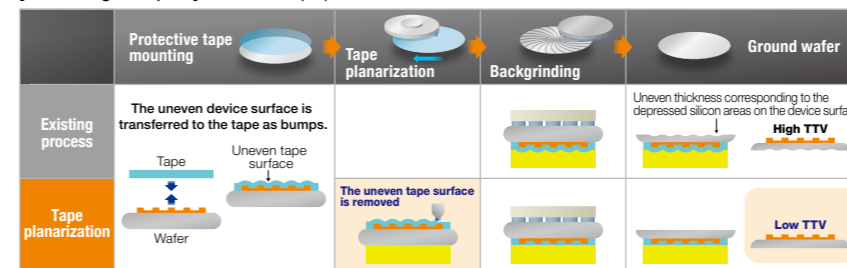 Protective tape
mounting
Tape
planarization
Backgrinding
Ground wafer
Existing
process
The uneven device surface is
transferred to the tape as bumps.
Tape
Uneven tape
surface
Wafer
Uneven thickness corresponding to the
depressed silicon areas on the device surfa
High TTV
Tape
planarization
The uneven tape surface
is removed
Low TTV